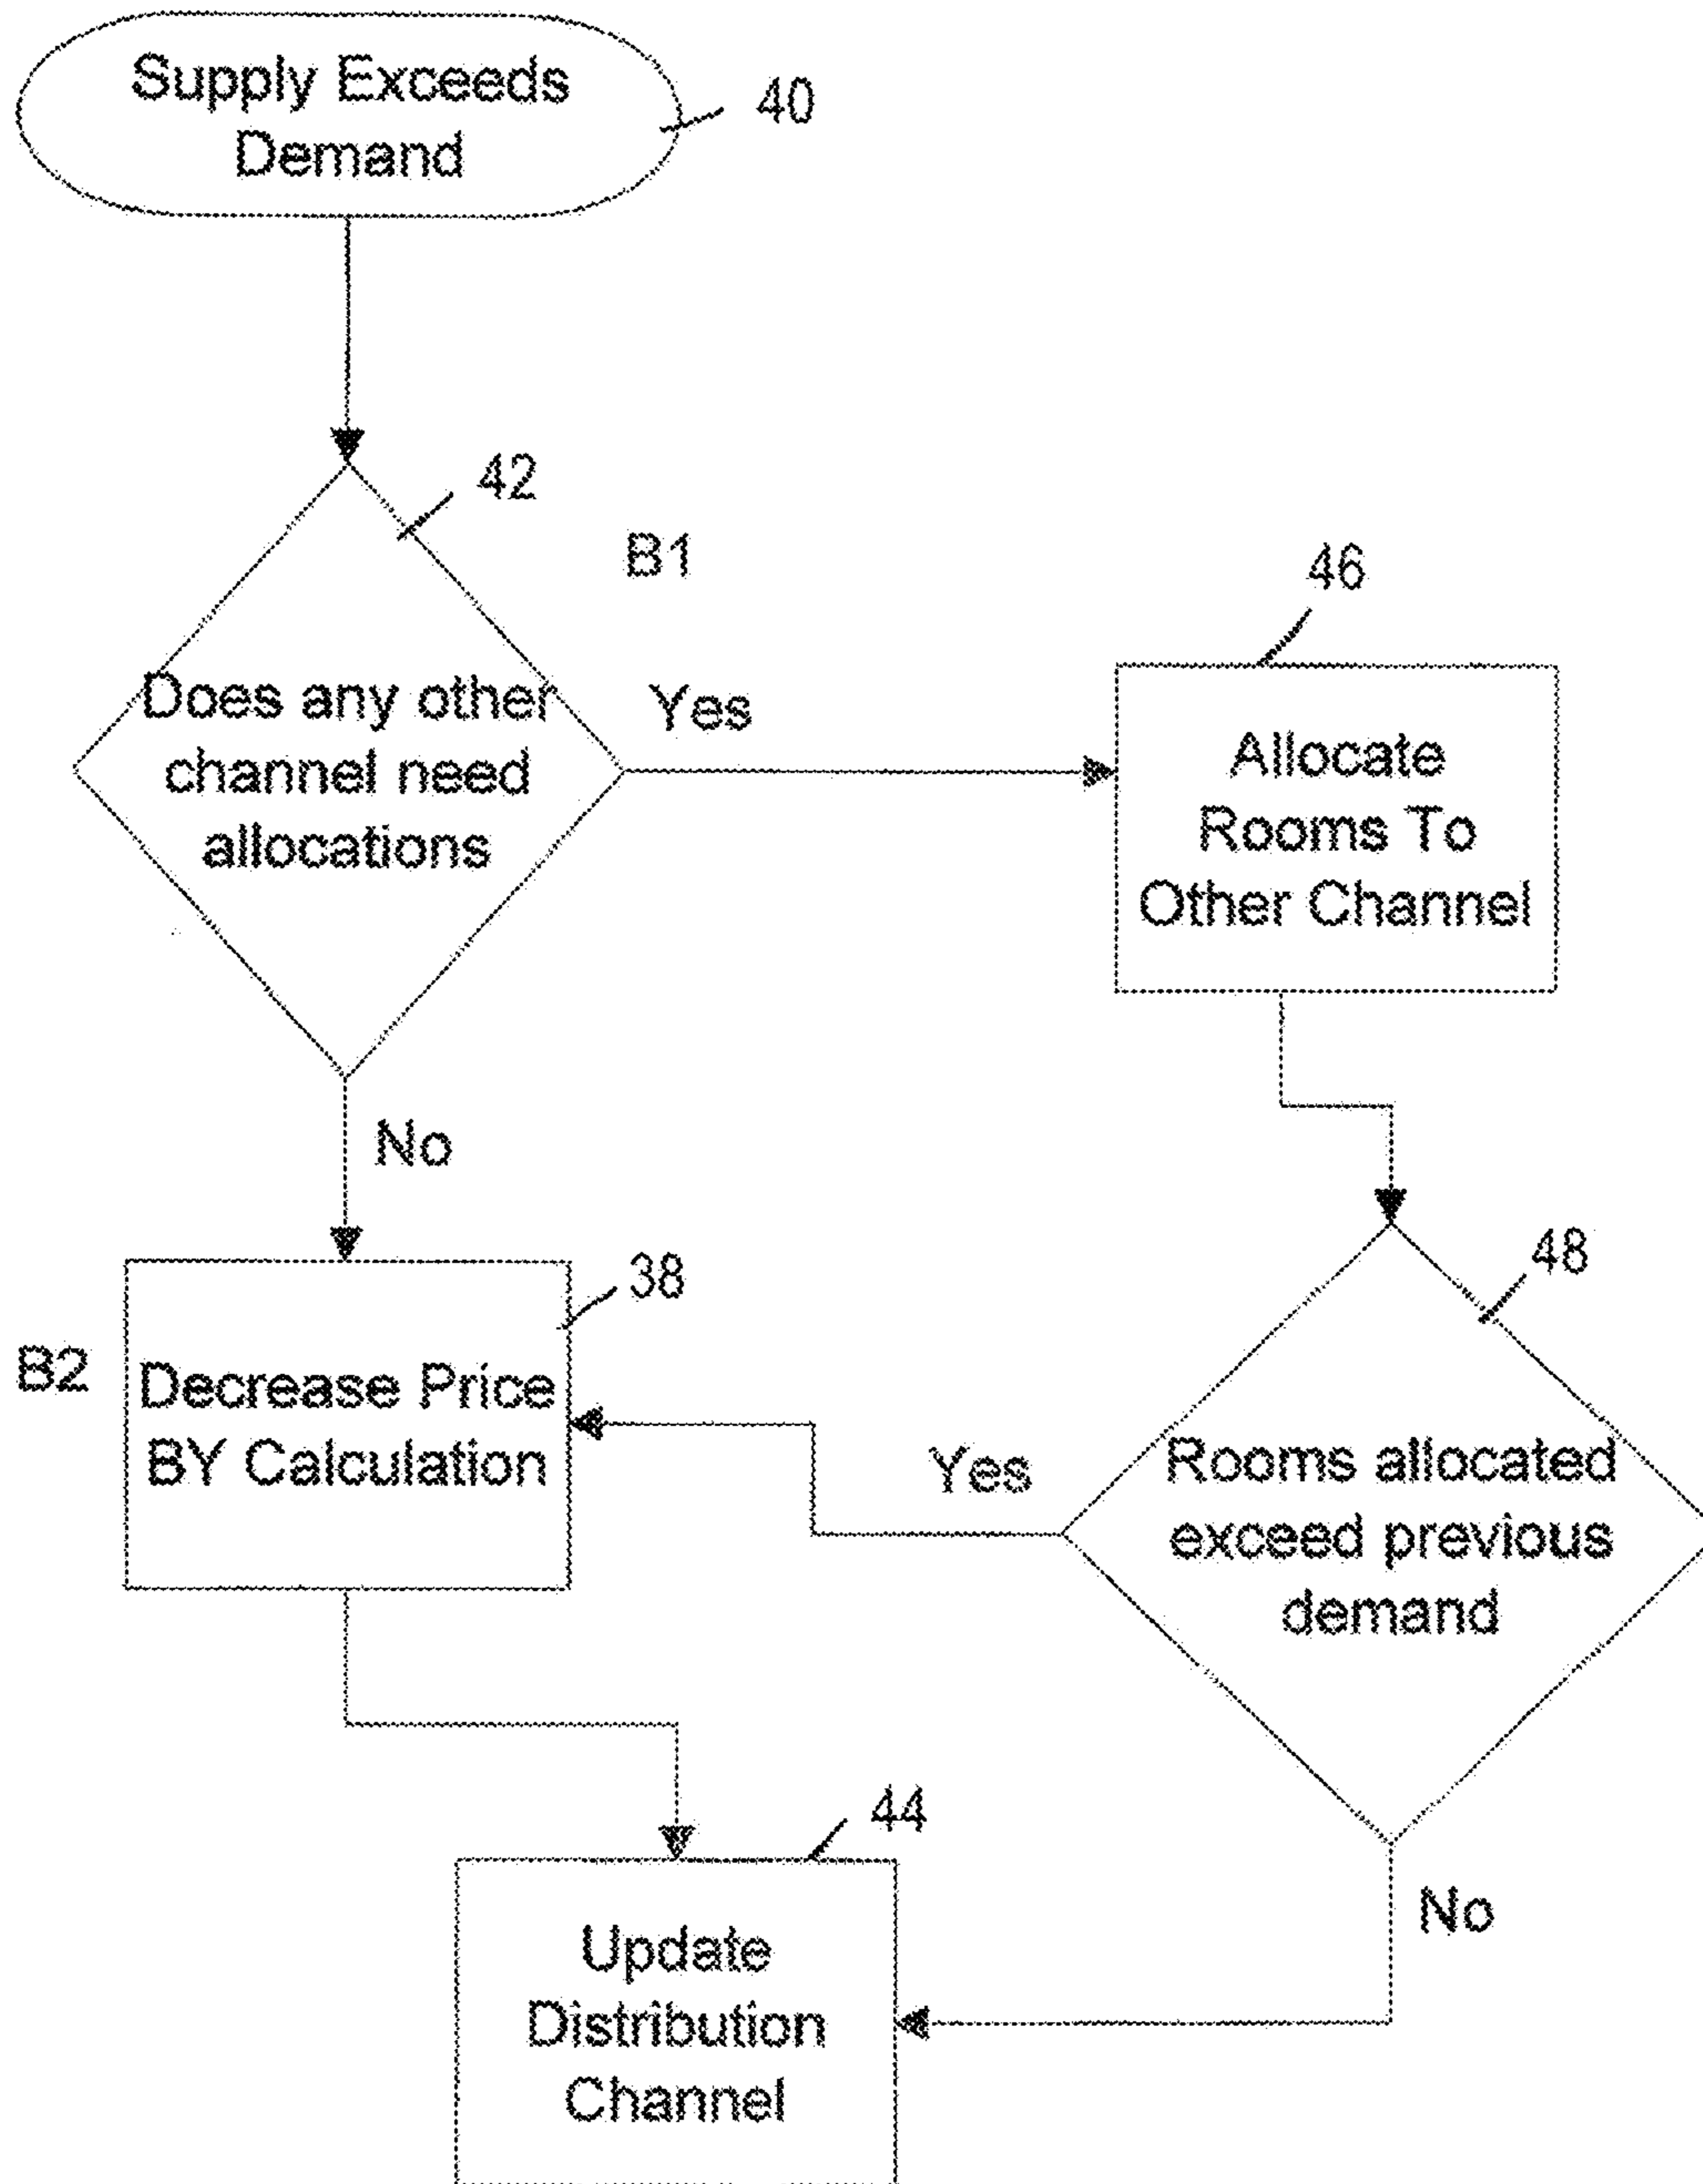 Supply Exceeds
Demand
40
42
B1
Does any other
channel need
allocations
Yes
46
Allocate
Rooms To
Other Channel
No
38
B2
Decrease Price
BY Calculation
48
Yes
Rooms allocated
exceed previous
demand
44
Update
Distribution
Channel
No